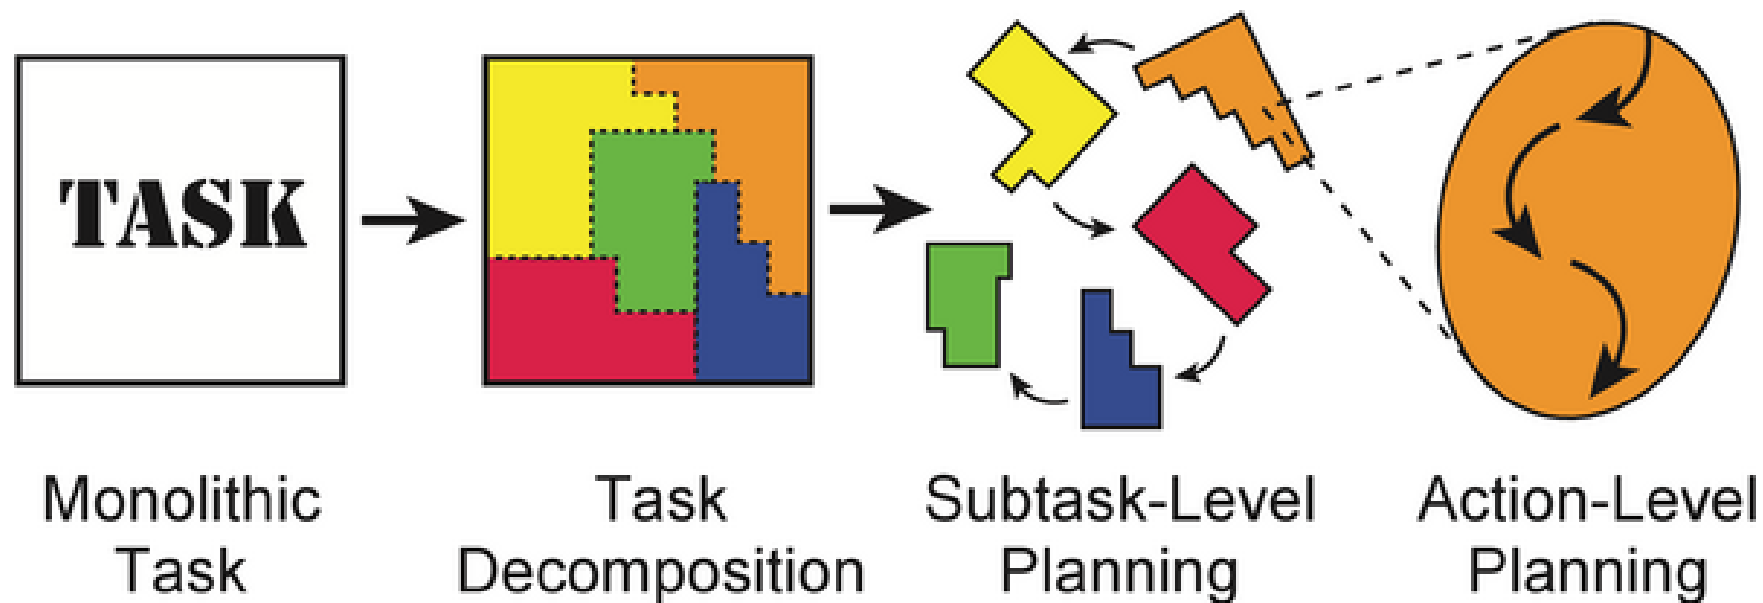 TASK
Monolithic
Task
Task
Decomposition
Subtask-Level
Planning
Action-Level
Planning